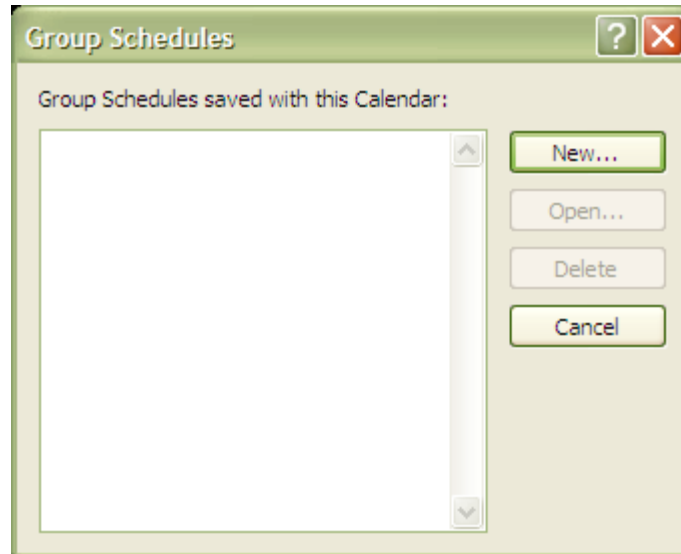 Group Schedules
Group Schedules saved with this Calendar:
New...
Open...
Delete
Cancel